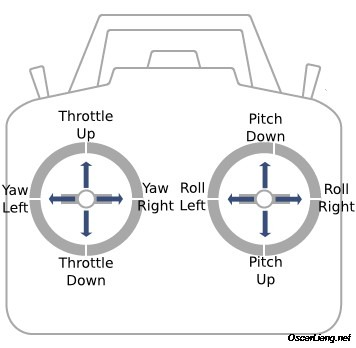 Throttle
Up
Pitch
Down
Yaw
Left
Yaw
Right
Roll
Left
Roll
Right
Throttle
Down
Pitch
Up
OscarLiang.net